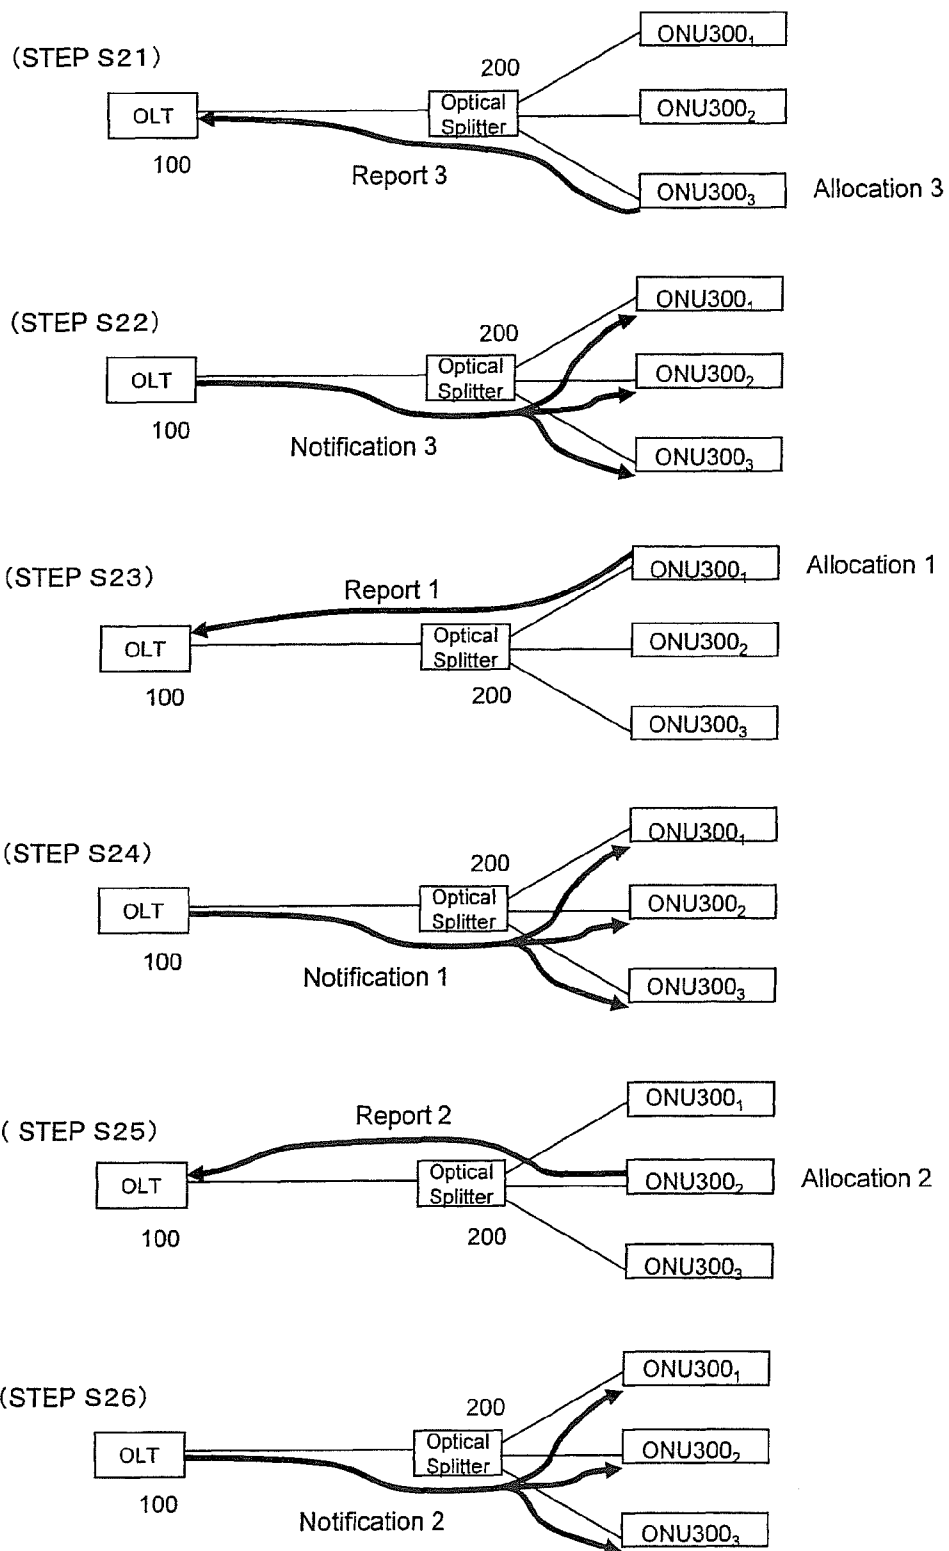 (STEP S21)
ONU300₁
200
OLT
Optical
Splitter
ONU300₂
100
Report 3
ONU300₃
Allocation 3
(STEP S22)
ONU300₁
200
OLT
Optical
Splitter
ONU300₂
100
Notification 3
ONU300₃
(STEP S23)
ONU300₁
Allocation 1
Report 1
OLT
Optical
Splitter
ONU300₂
100
200
ONU300₃
(STEP S24)
ONU300₁
200
OLT
Optical
Splitter
ONU300₂
100
Notification 1
ONU300₃
( STEP S25)
ONU300₁
Report 2
OLT
Optical
Splitter
ONU300₂
Allocation 2
100
200
ONU300₃
(STEP S26)
ONU300₁
200
OLT
Optical
Splitter
ONU300₂
100
Notification 2
ONU300₃